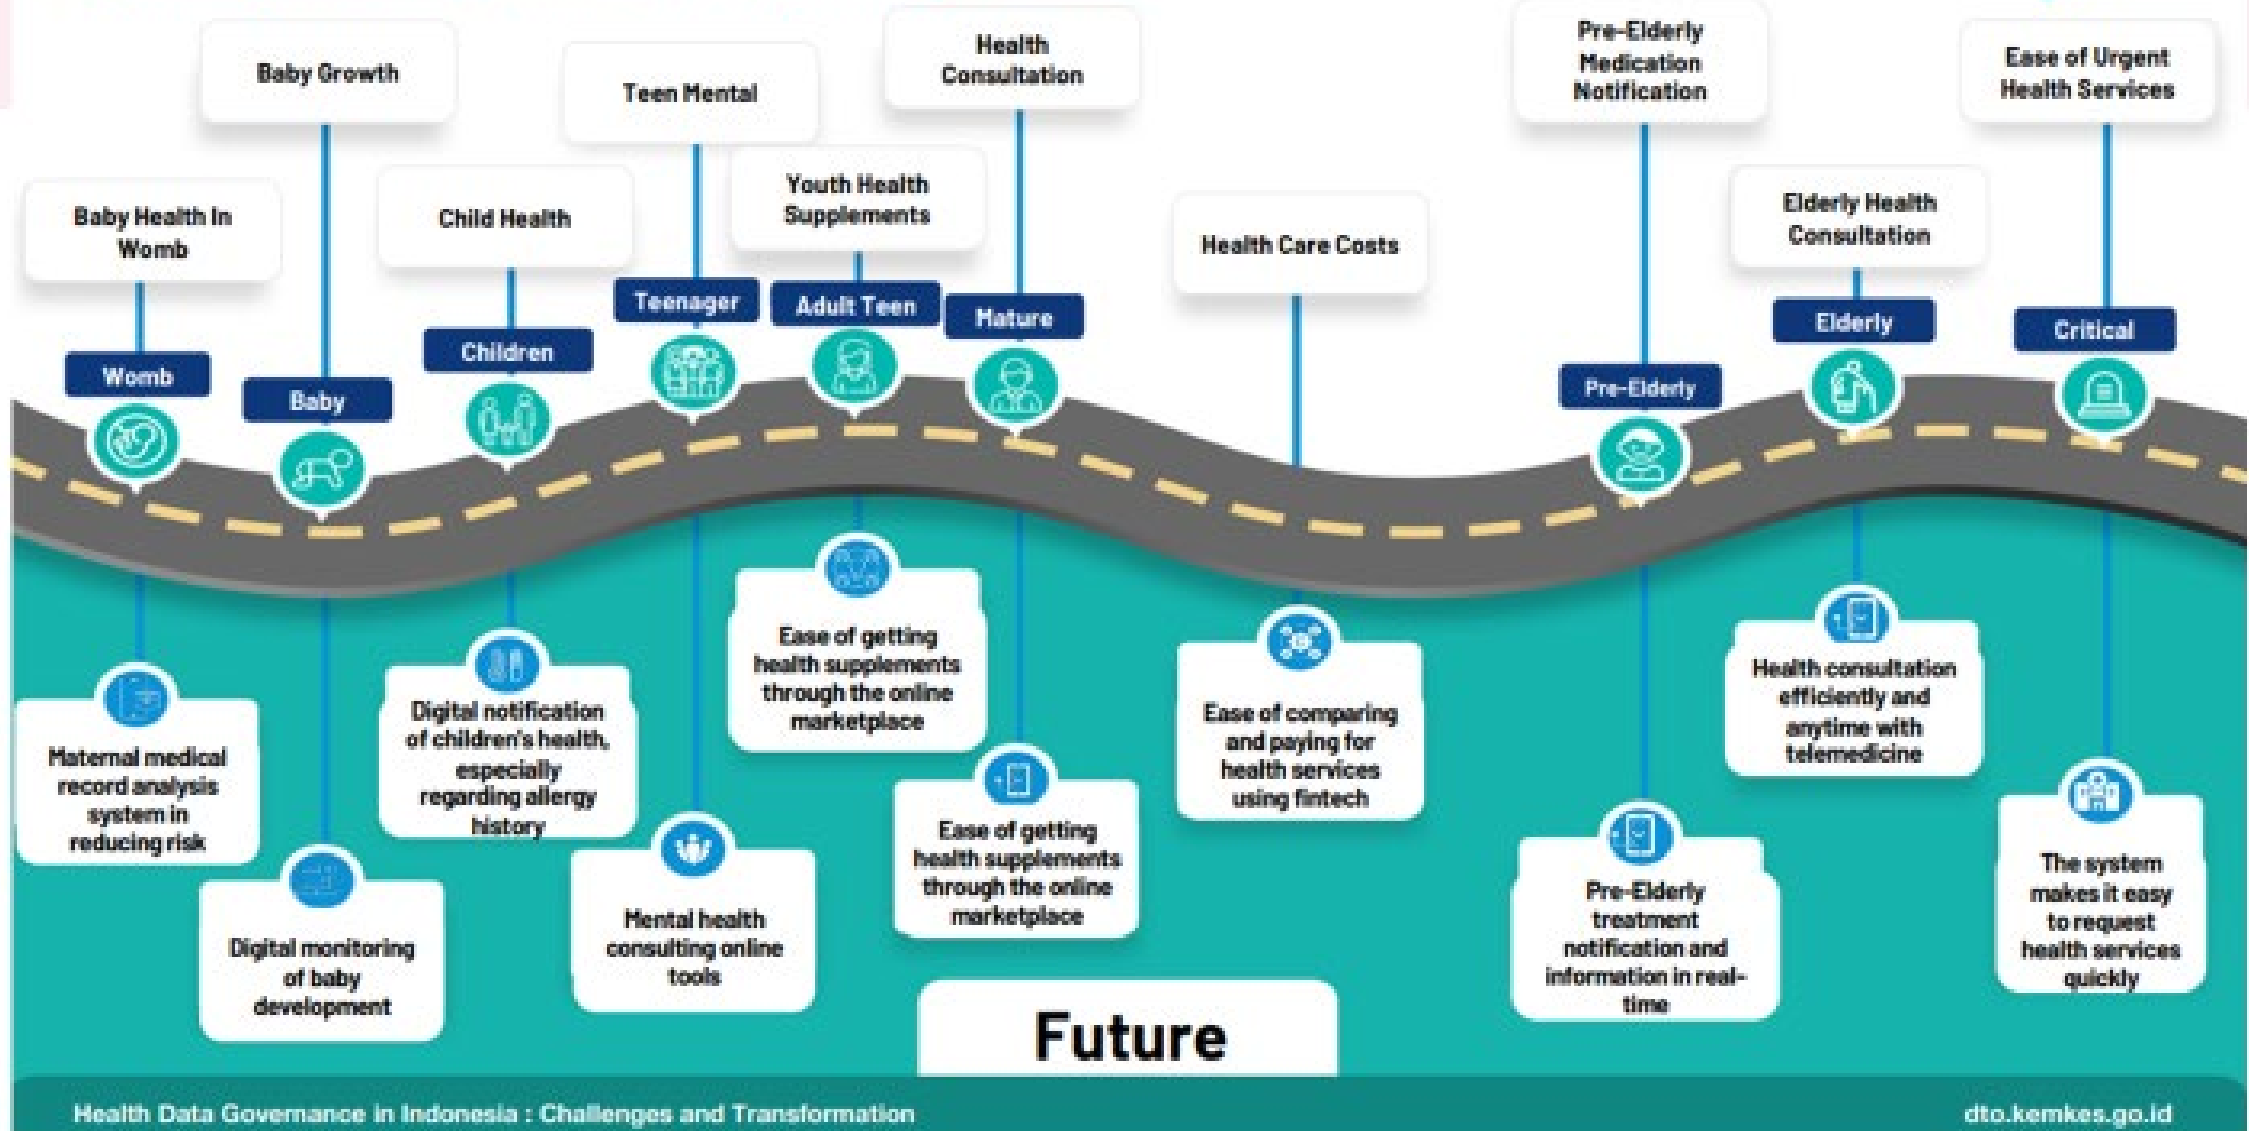 Baby Growth
Teen Mental
Health
Consultation
Pre-Elderly
Medication
Notification
Ease of Urgent
Health Services
Baby Health In
Womb
Child Health
Youth Health
Supplements
Health Care Costs
Elderly Health
Consultation
Womb
Baby
Children
Teenager
Adult Teen
Mature
Pre-Elderly
Elderly
Critical
Maternal medical
record analysis
system in
reducing risk
Digital monitoring
of baby
development
Digital notification
of children's health,
especially
regarding allergy
history
Mental health
consulting online
tools
Ease of getting
health supplements
through the online
marketplace
Ease of getting
health supplements
through the online
marketplace
Ease of comparing
and paying for
health services
using fintech
Pre-Elderly
treatment
notification and
information in real-
time
Health consultation
efficiently and
anytime with
telemedicine
The system
makes it easy
to request
health services
quickly
Future
Health Data Governance in Indonesia : Challenges and Transformation
dto.kemkes.go.id